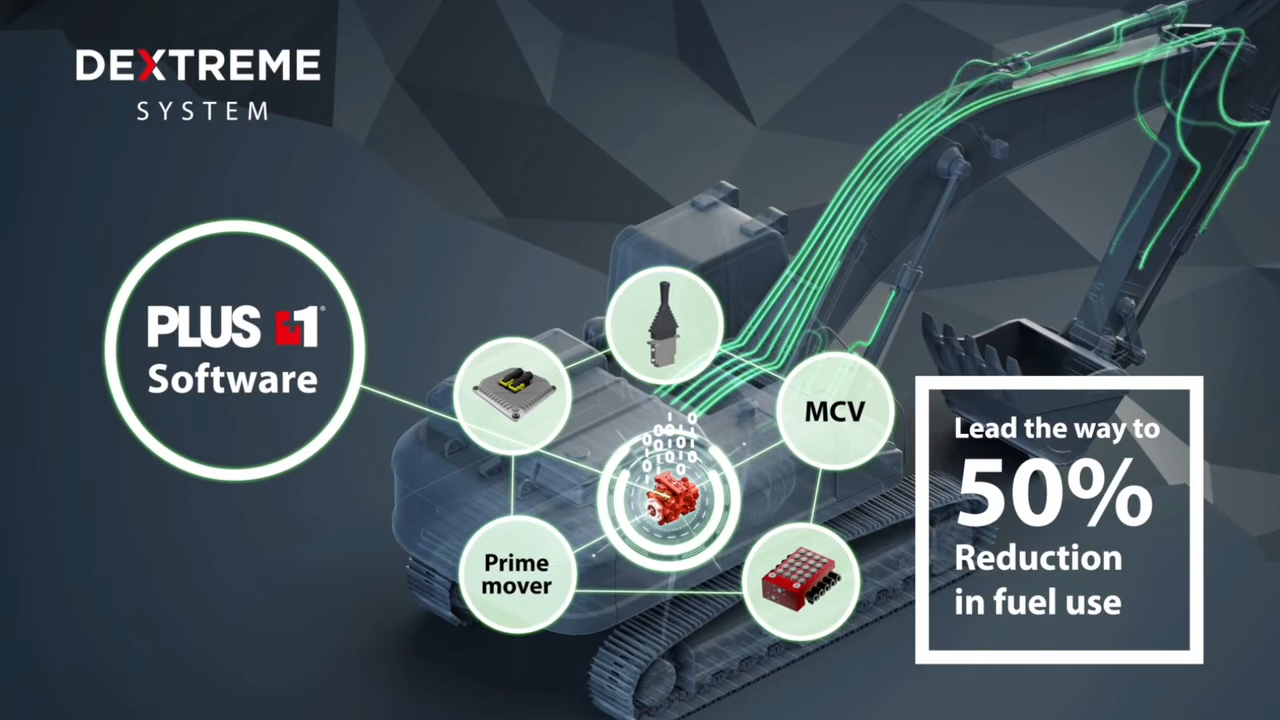 DEXTREME
SYSTEM
PLUS+1®
Software
MCV
Prime
mover
Lead the way to
50%
Reduction
in fuel use